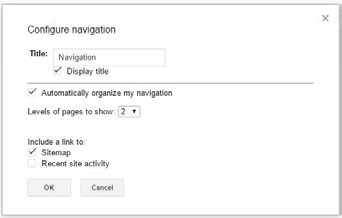 Configure navigation
Title: Navigation
Display title
Automatically organize my navigation
Levels of pages to show: 2
Include a link to:
Sitemap
Recent site activity
OK Cancel